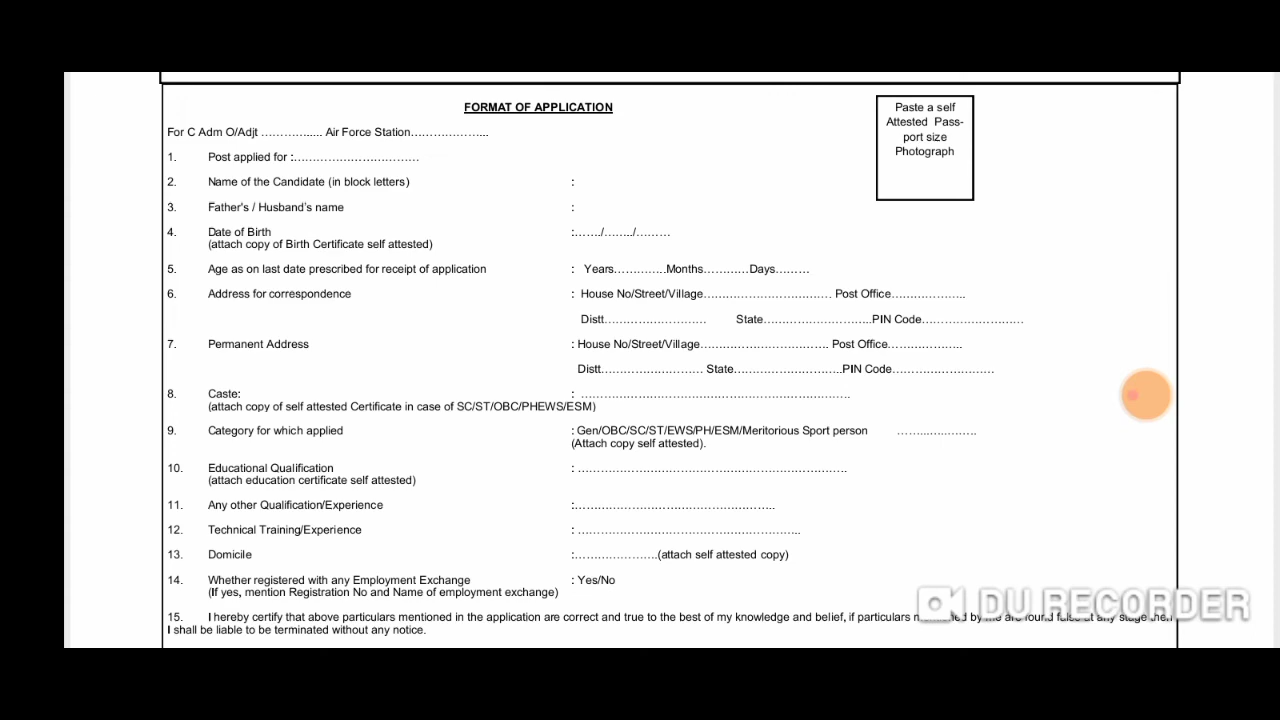 FORMAT OF APPLICATION
Paste a self
Attested Pass-
port size
Photograph
For C Adm O/Adjt ……….…... Air Force Station……………....
1. Post applied for :……………………………
2. Name of the Candidate (in block letters) :
3. Father's / Husband's name :
4. Date of Birth :……./……../………
(attach copy of Birth Certificate self attested)
5. Age as on last date prescribed for receipt of application : Years…………..Months…………Days………
6. Address for correspondence : House No/Street/Village…………………………… Post Office………………..
Distt……………………… State……………………...PIN Code………………………
7. Permanent Address : House No/Street/Village……………………………. Post Office………………..
Distt……………………… State……………………..PIN Code………………………
8. Caste: : ………………………………………………………….
(attach copy of self attested Certificate in case of SC/ST/OBC/PHEWS/ESM)
9. Category for which applied : Gen/OBC/SC/ST/EWS/PH/ESM/Meritorious Sport person …………………
(Attach copy self attested).
10. Educational Qualification : ………………………………………………………….
(attach education certificate self attested)
11. Any other Qualification/Experience :…………………………………………..
12. Technical Training/Experience : ………………………………………………...
13. Domicile :………………….(attach self attested copy)
14. Whether registered with any Employment Exchange : Yes/No
(If yes, mention Registration No and Name of employment exchange)
15. I hereby certify that above particulars mentioned in the application are correct and true to the best of my knowledge and belief, if particulars mentioned by me are found false at any stage then
I shall be liable to be terminated without any notice.
DU RECORDER